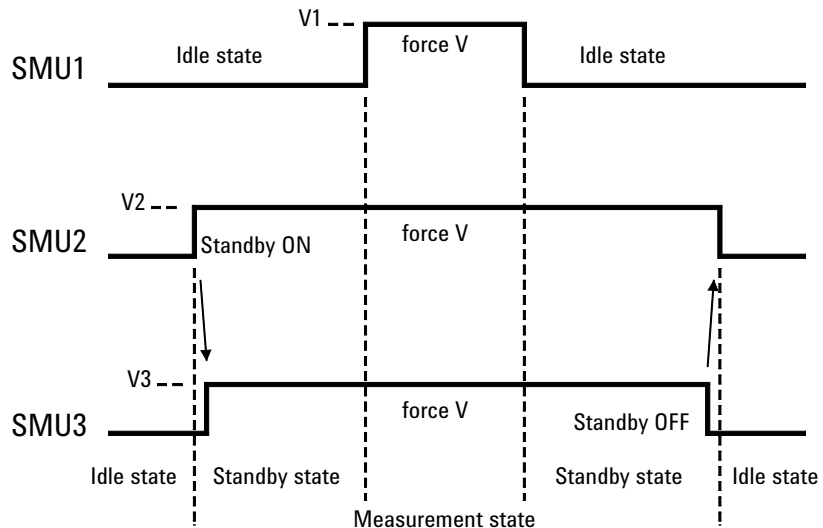 V1
Idle state
force V
Idle state
SMU1
V2
force V
SMU2
Standby ON
V3
force V
Standby OFF
SMU3
Idle state
Standby state
Standby state
Idle state
Measurement state